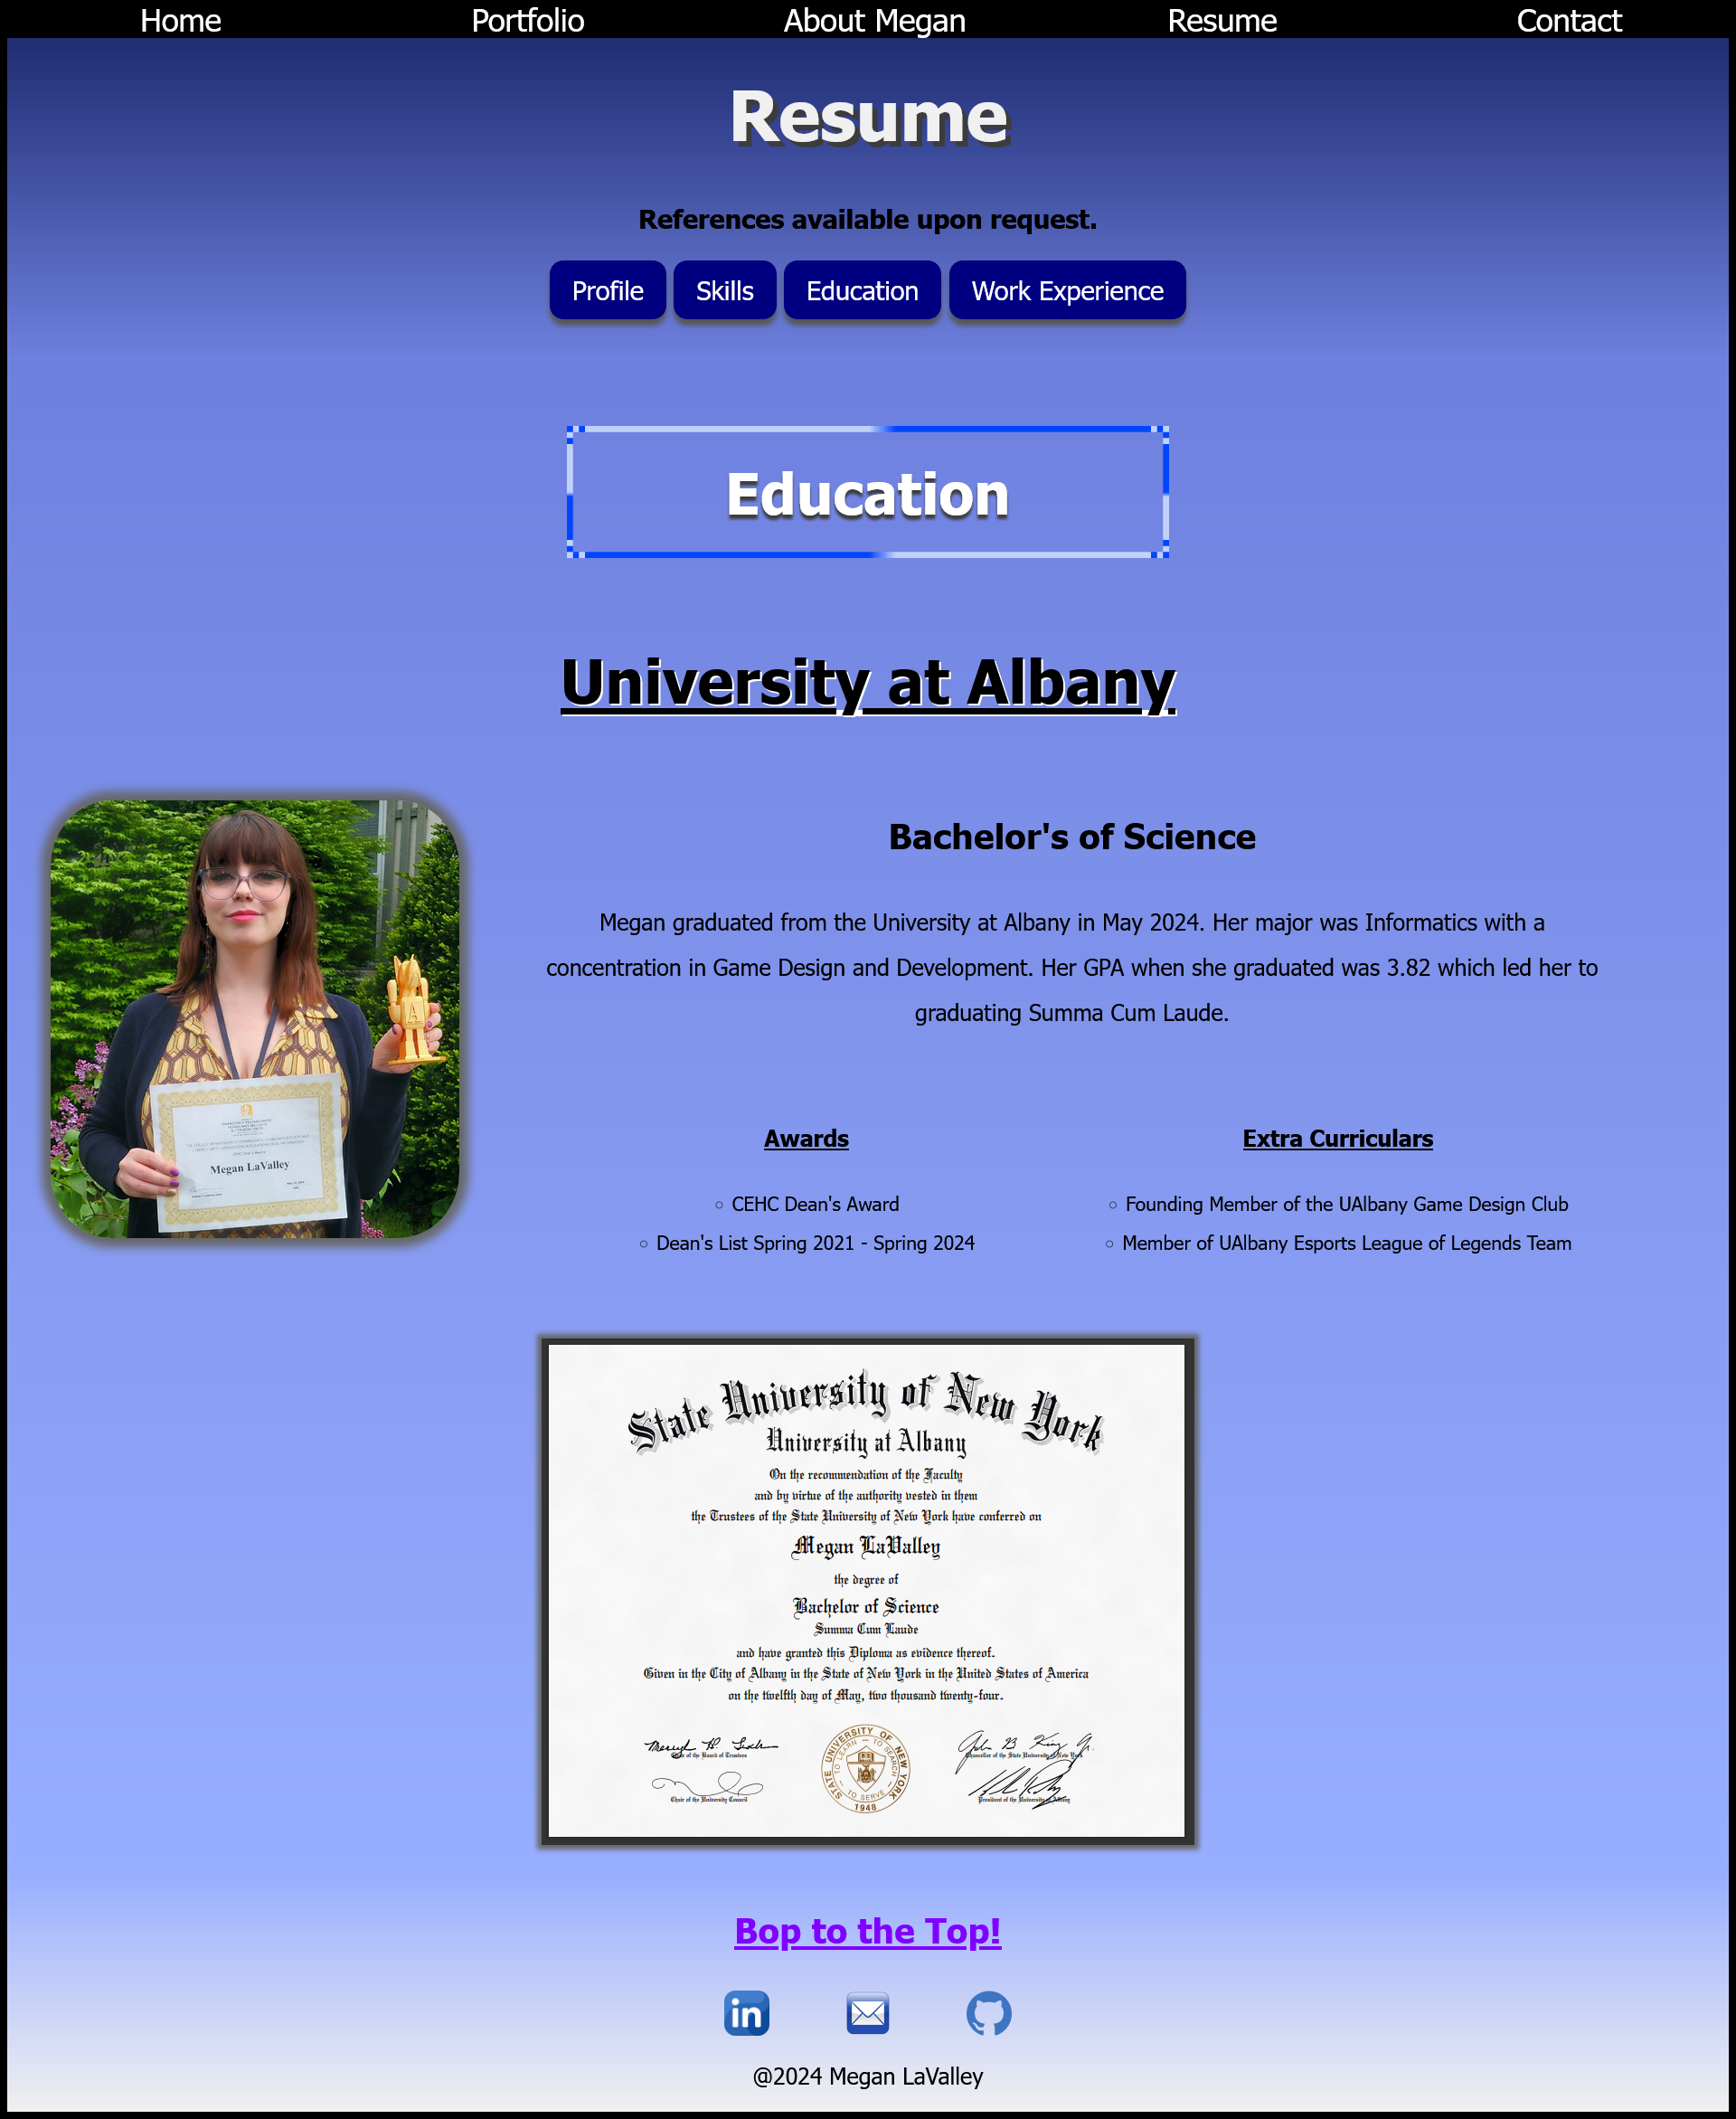 Home Portfolio About Megan Resume Contact
Resume
References available upon request.
Profile Skills Education Work Experience
Education
University at Albany
Bachelor's of Science
Megan graduated from the University at Albany in May 2024. Her major was Informatics with a
concentration in Game Design and Development. Her GPA when she graduated was 3.82 which led her to
graduating Summa Cum Laude.
A
Megan LaValley
Awards
CEHC Dean's Award
Dean's List Spring 2021 - Spring 2024
Extra Curriculars
Founding Member of the UAlbany Game Design Club
Member of UAlbany Esports League of Legends Team
State University of New York
University at Albany
On the recommendation of the Faculty
and by virtue of the authority vested in them
the Trustees of the State University of New York have conferred on
Megan LaValley
the degree of
Bachelor of Science
Summa Cum Laude
and have granted this Diploma as evidence thereof.
Given in the City of Albany in the State of New York in the United States of America
on the twelfth day of May, two thousand twenty-four.
of the Board of Trustees
Chancellor of the State University of New York
Chair of the University Council
President of the University at Albany
STATE UNIVERSITY OF NEW YORK
TO LEARN — TO SEARCH
TO SERVE
1948
Bop to the Top!
in
@2024 Megan LaValley